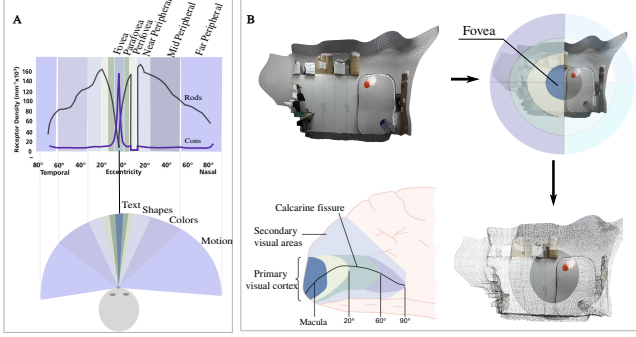 A
Fovea
Parafovea
Perifovea
Near Peripheral
Mid Peripheral
Far Peripheral
Receptor Density (mm⁻²x10³)
160
140
120
100
80
60
40
20
0
Rods
Cons
80° 60° 40° 20° 0° 20° 40° 60° 80°
Temporal Eccentricity Nasal
Text
Shapes
Colors
Motion
B
Fovea
Calcarine fissure
Secondary
visual areas
Primary
visual cortex
Macula
20°
60°
90°